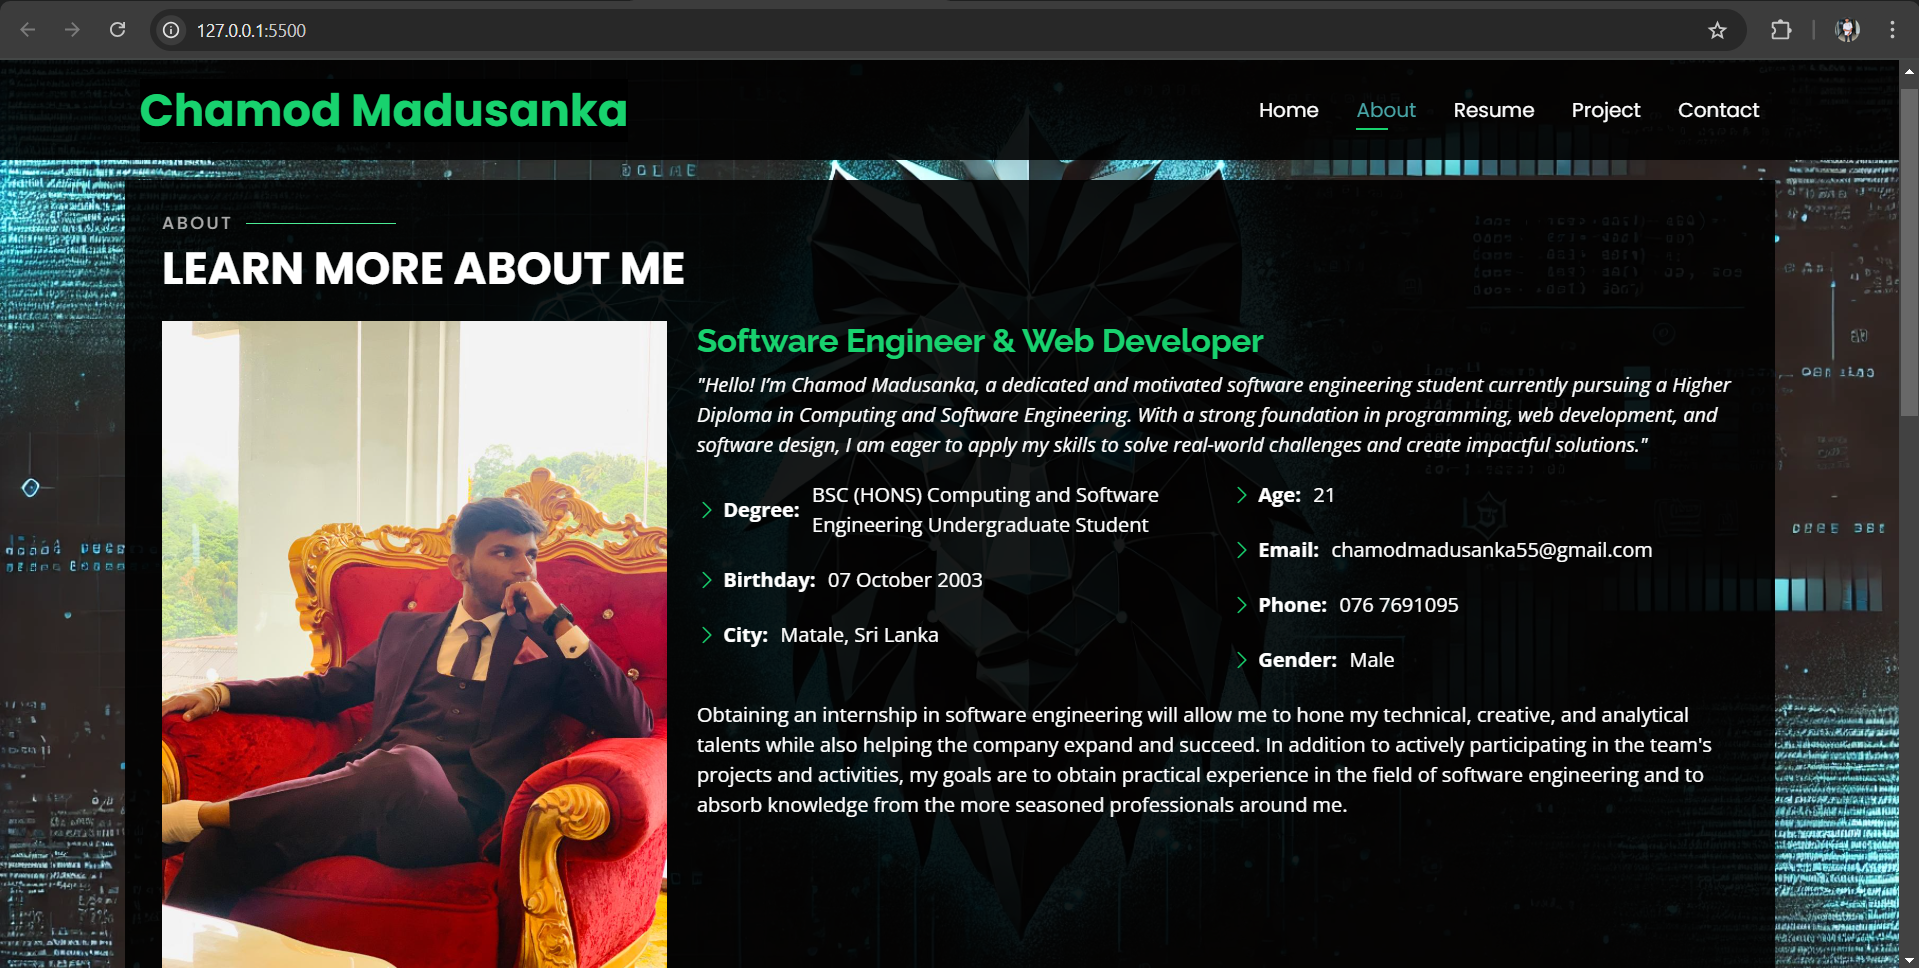 127.0.0.1:5500
Chamod Madusanka
Home About Resume Project Contact
ABOUT
LEARN MORE ABOUT ME
Software Engineer & Web Developer
"Hello! I'm Chamod Madusanka, a dedicated and motivated software engineering student currently pursuing a Higher
Diploma in Computing and Software Engineering. With a strong foundation in programming, web development, and
software design, I am eager to apply my skills to solve real-world challenges and create impactful solutions."
Degree: BSC (HONS) Computing and Software
Engineering Undergraduate Student
Birthday: 07 October 2003
City: Matale, Sri Lanka
Age: 21
Email: chamodmadusanka55@gmail.com
Phone: 076 7691095
Gender: Male
Obtaining an internship in software engineering will allow me to hone my technical, creative, and analytical
talents while also helping the company expand and succeed. In addition to actively participating in the team's
projects and activities, my goals are to obtain practical experience in the field of software engineering and to
absorb knowledge from the more seasoned professionals around me.